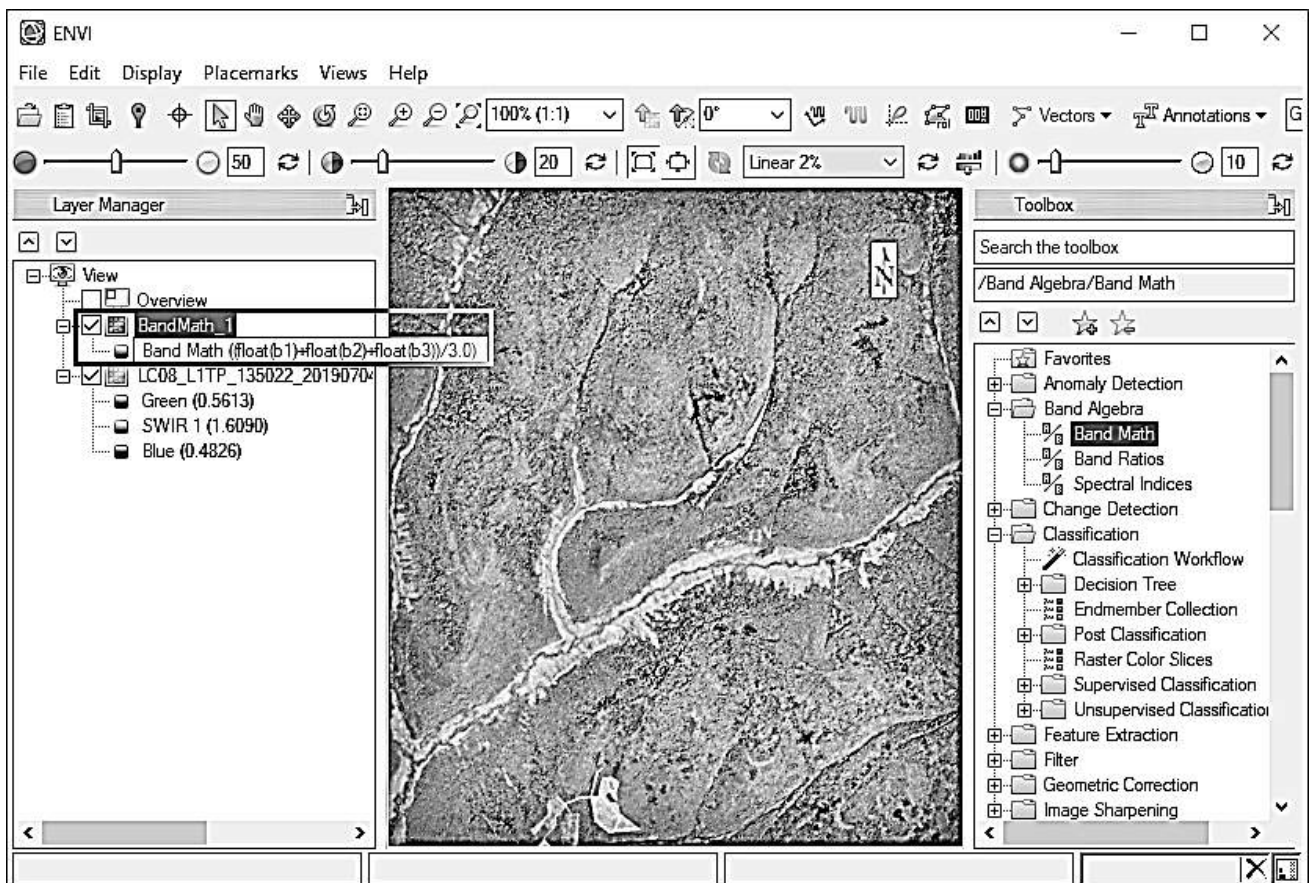 ENVI
File Edit Display Placemarks Views Help
100% (1:1) 0° Vectors Annotations G
50 20 Linear 2% 10
Layer Manager
View
Overview
BandMath_1
Band Math ((float(b1)+float(b2)+float(b3))/3.0)
LC08_L1TP_135022_20190704
Green (0.5613)
SWIR 1 (1.6090)
Blue (0.4826)
N
Toolbox
Search the toolbox
/Band Algebra/Band Math
Favorites
Anomaly Detection
Band Algebra
Band Math
Band Ratios
Spectral Indices
Change Detection
Classification
Classification Workflow
Decision Tree
Endmember Collection
Post Classification
Raster Color Slices
Supervised Classification
Unsupervised Classificatio
Feature Extraction
Filter
Geometric Correction
Image Sharpening